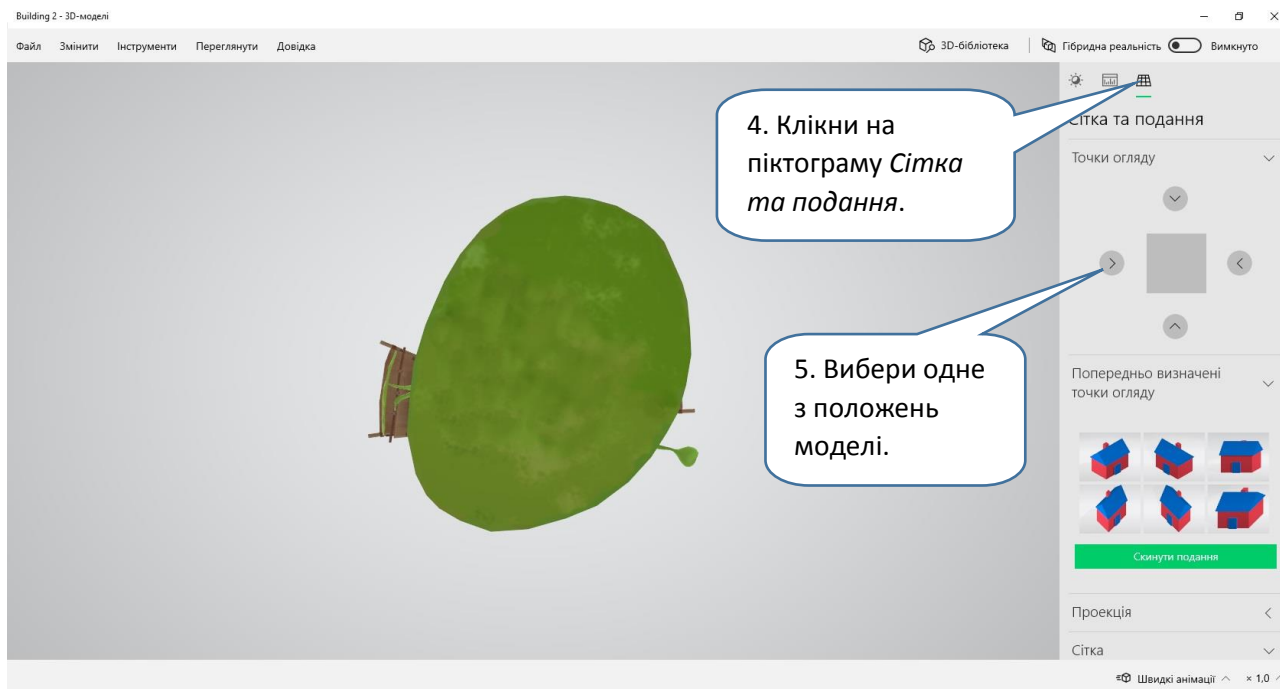 Building 2 - 3D-моделі
Файл Змінити Інструменти Переглянути Довідка
3D-бібліотека Гібридна реальність Вимкнуто
4. Клікни на
піктограму Сітка
та подання.
Сітка та подання
Точки огляду
5. Вибери одне
з положень
моделі.
Попередньо визначені
точки огляду
Скинути подання
Проекція
Сітка
Швидкі анімації × 1,0